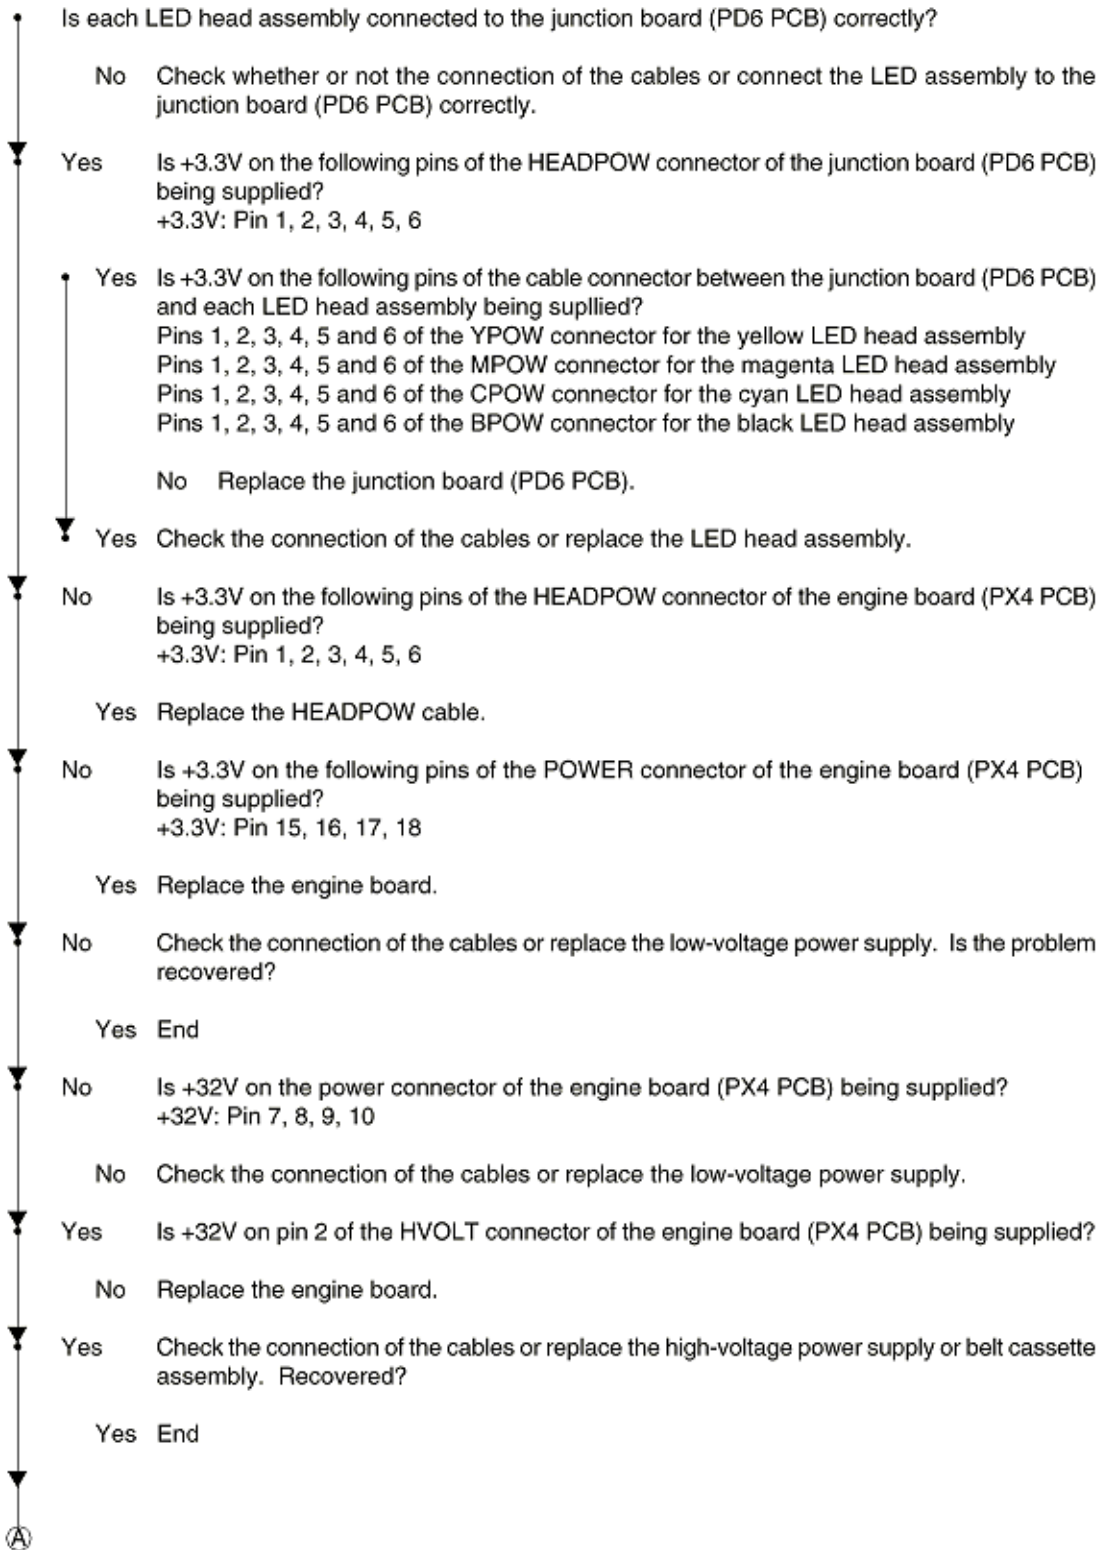 Is each LED head assembly connected to the junction board (PD6 PCB) correctly?
No Check whether or not the connection of the cables or connect the LED assembly to the
junction board (PD6 PCB) correctly.
Yes Is +3.3V on the following pins of the HEADPOW connector of the junction board (PD6 PCB)
being supplied?
+3.3V: Pin 1, 2, 3, 4, 5, 6
Yes Is +3.3V on the following pins of the cable connector between the junction board (PD6 PCB)
and each LED head assembly being supllied?
Pins 1, 2, 3, 4, 5 and 6 of the YPOW connector for the yellow LED head assembly
Pins 1, 2, 3, 4, 5 and 6 of the MPOW connector for the magenta LED head assembly
Pins 1, 2, 3, 4, 5 and 6 of the CPOW connector for the cyan LED head assembly
Pins 1, 2, 3, 4, 5 and 6 of the BPOW connector for the black LED head assembly
No Replace the junction board (PD6 PCB).
Yes Check the connection of the cables or replace the LED head assembly.
No Is +3.3V on the following pins of the HEADPOW connector of the engine board (PX4 PCB)
being supplied?
+3.3V: Pin 1, 2, 3, 4, 5, 6
Yes Replace the HEADPOW cable.
No Is +3.3V on the following pins of the POWER connector of the engine board (PX4 PCB)
being supplied?
+3.3V: Pin 15, 16, 17, 18
Yes Replace the engine board.
No Check the connection of the cables or replace the low-voltage power supply. Is the problem
recovered?
Yes End
No Is +32V on the power connector of the engine board (PX4 PCB) being supplied?
+32V: Pin 7, 8, 9, 10
No Check the connection of the cables or replace the low-voltage power supply.
Yes Is +32V on pin 2 of the HVOLT connector of the engine board (PX4 PCB) being supplied?
No Replace the engine board.
Yes Check the connection of the cables or replace the high-voltage power supply or belt cassette
assembly. Recovered?
Yes End
A